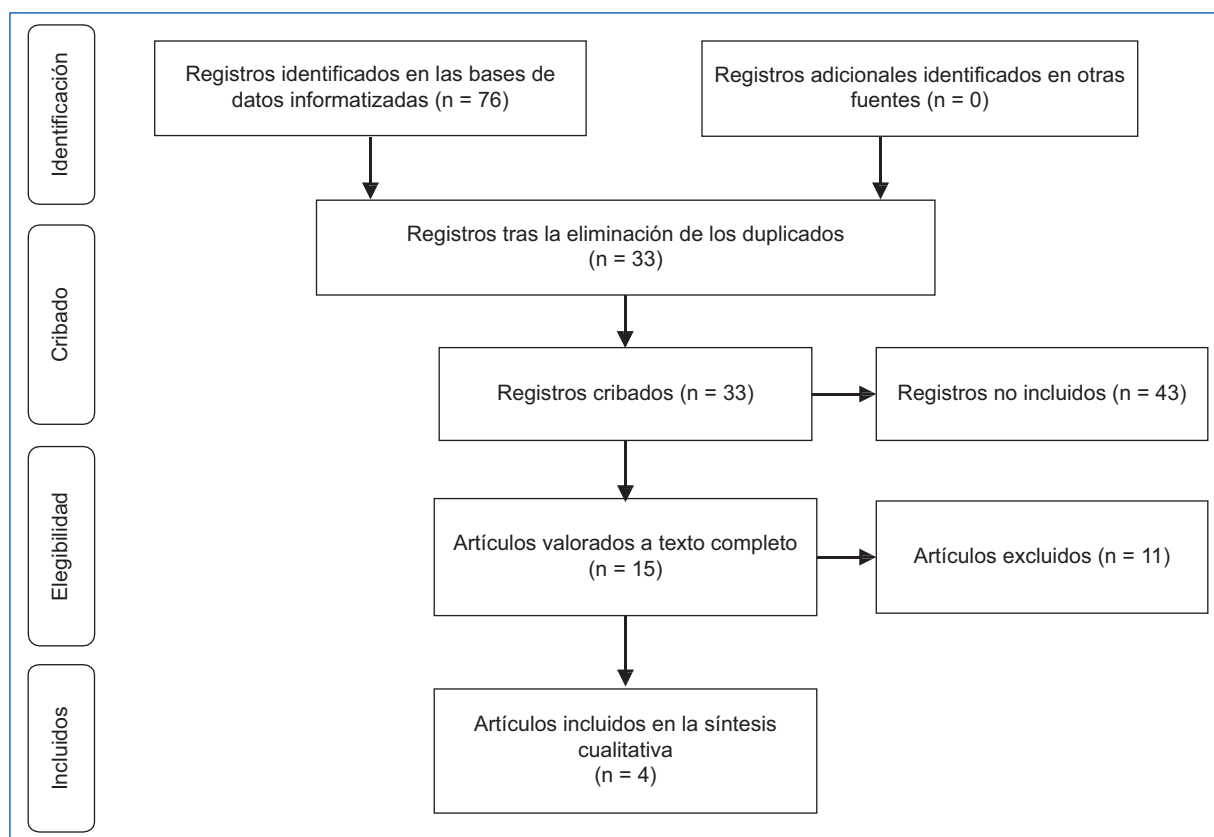 Identificación
Registros identificados en las bases de
datos informatizadas (n = 76)
Registros adicionales identificados en otras
fuentes (n = 0)
Cribado
Registros tras la eliminación de los duplicados
(n = 33)
Registros cribados (n = 33)
Registros no incluidos (n = 43)
Elegibilidad
Artículos valorados a texto completo
(n = 15)
Artículos excluidos (n = 11)
Incluidos
Artículos incluidos en la síntesis
cualitativa
(n = 4)